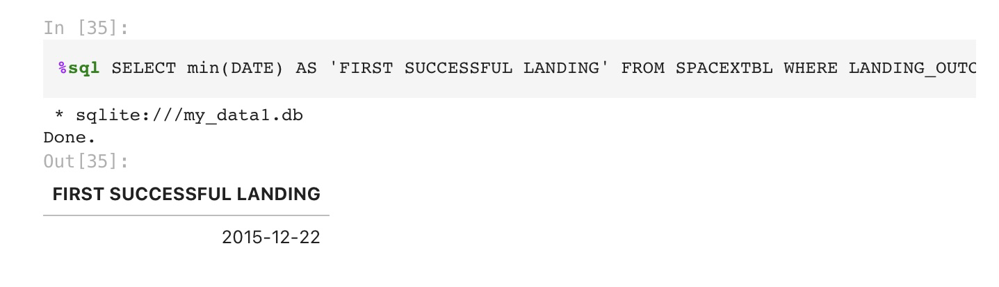 In [35]:
%sql SELECT min(DATE) AS 'FIRST SUCCESSFUL LANDING' FROM SPACEXTBL WHERE LANDING_OUTC
* sqlite:///my_data1.db
Done.
Out[35]:
FIRST SUCCESSFUL LANDING
2015-12-22